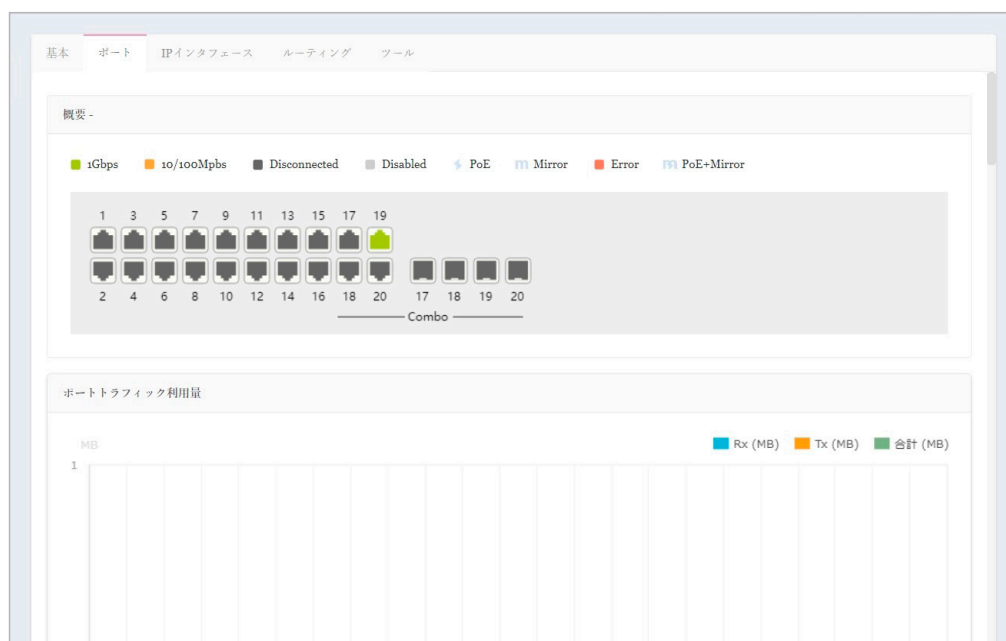 基本 ポート IPインタフェース ルーティング ツール
概要 -
1Gbps 10/100Mpbs Disconnected Disabled PoE m Mirror Error m PoE+Mirror
1 3 5 7 9 11 13 15 17 19
2 4 6 8 10 12 14 16 18 20 17 18 19 20
Combo
ポートトラフィック利用量
MB Rx (MB) Tx (MB) 合計 (MB)
1